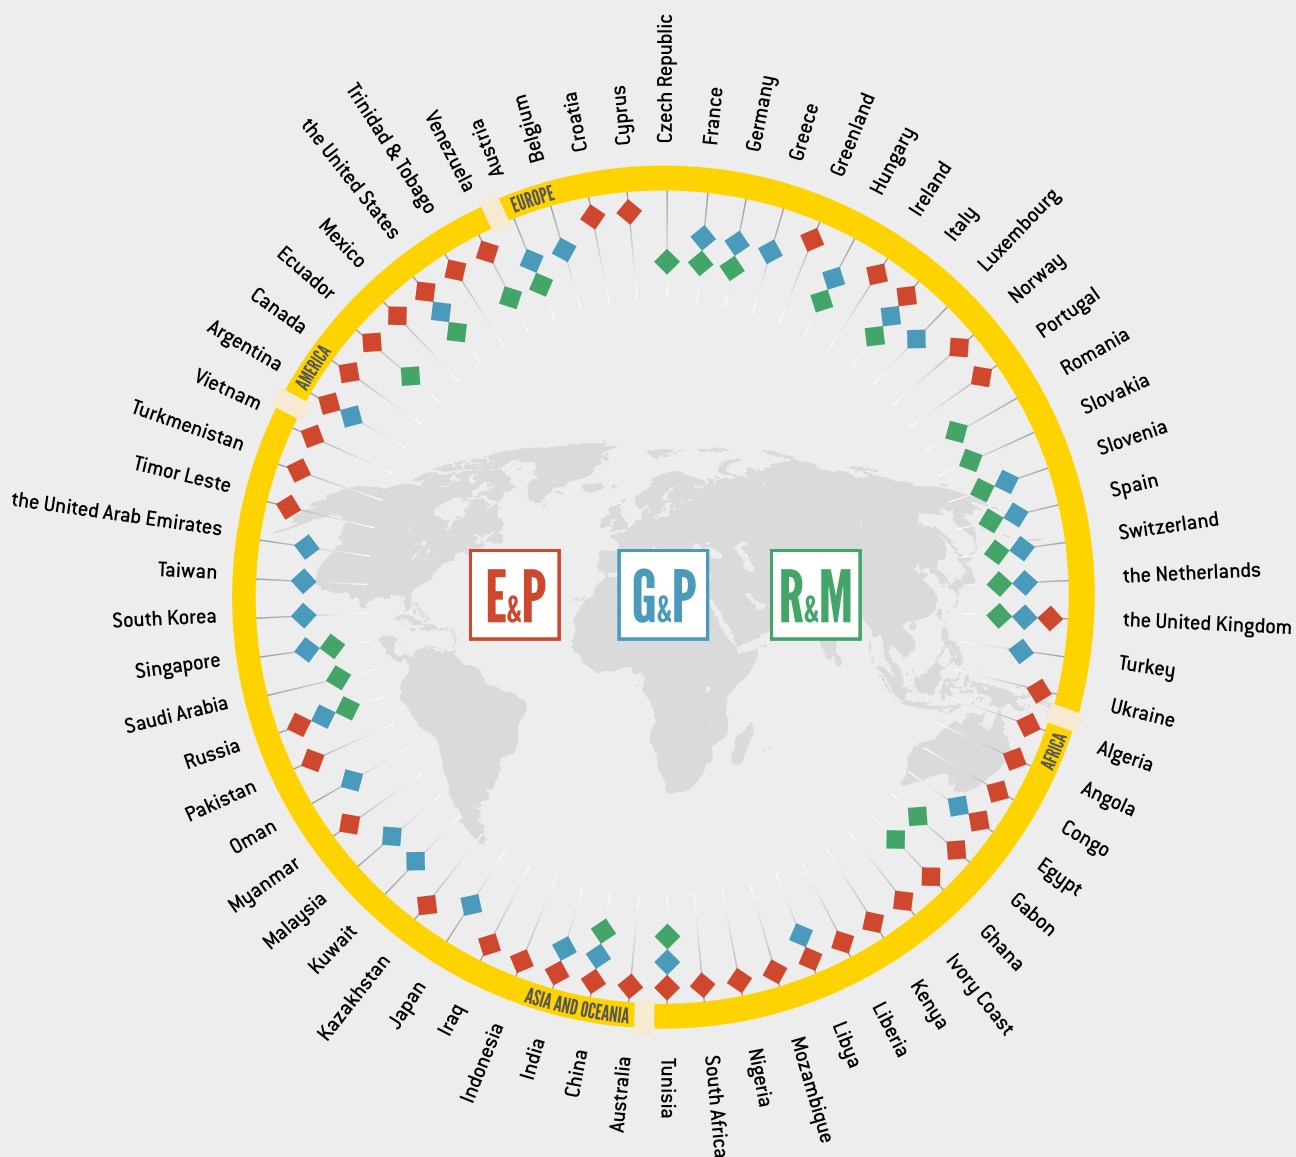 EUROPE
Austria
Belgium
Croatia
Cyprus
Czech Republic
France
Germany
Greece
Greenland
Hungary
Ireland
Italy
Luxembourg
Norway
Portugal
Romania
Slovakia
Slovenia
Spain
Switzerland
the Netherlands
the United Kingdom
Turkey
Ukraine
AFRICA
Algeria
Angola
Congo
Egypt
Gabon
Ghana
Ivory Coast
Kenya
Liberia
Libya
Mozambique
Nigeria
South Africa
Tunisia
ASIA AND OCEANIA
Australia
China
India
Indonesia
Iraq
Japan
Kazakhstan
Kuwait
Malaysia
Myanmar
Oman
Pakistan
Russia
Saudi Arabia
Singapore
South Korea
Taiwan
the United Arab Emirates
Timor Leste
Turkmenistan
Vietnam
AMERICA
Argentina
Canada
Ecuador
Mexico
the United States
Trinidad & Tobago
Venezuela
E&P
G&P
R&M